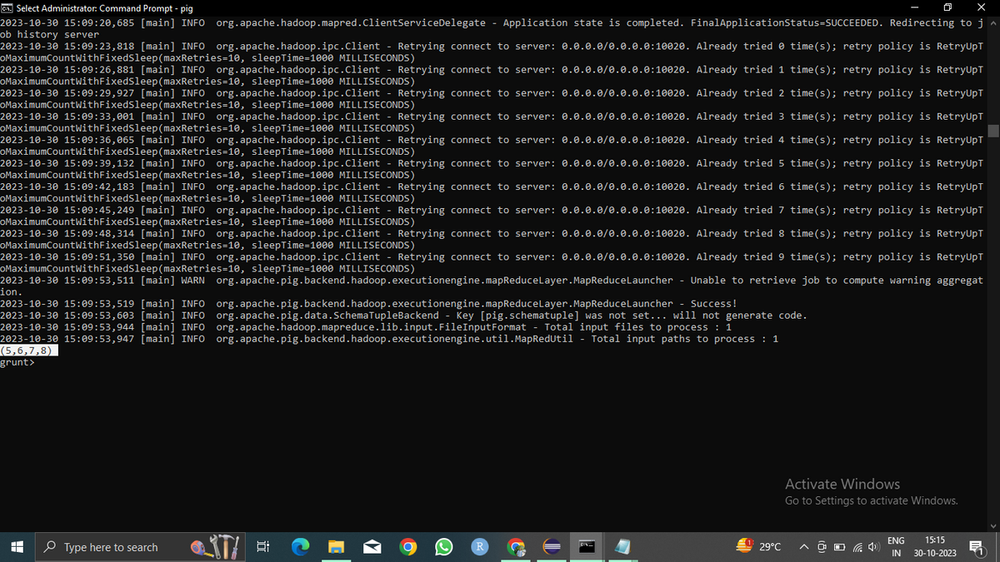 Select Administrator: Command Prompt - pig
2023-10-30 15:09:20,685 [main] INFO  org.apache.hadoop.mapred.ClientServiceDelegate - Application state is completed. FinalApplicationStatus=SUCCEEDED. Redirecting to j
ob history server
2023-10-30 15:09:23,818 [main] INFO  org.apache.hadoop.ipc.Client - Retrying connect to server: 0.0.0.0/0.0.0.0:10020. Already tried 0 time(s); retry policy is RetryUpT
oMaximumCountWithFixedSleep(maxRetries=10, sleepTime=1000 MILLISECONDS)
2023-10-30 15:09:26,881 [main] INFO  org.apache.hadoop.ipc.Client - Retrying connect to server: 0.0.0.0/0.0.0.0:10020. Already tried 1 time(s); retry policy is RetryUpT
oMaximumCountWithFixedSleep(maxRetries=10, sleepTime=1000 MILLISECONDS)
2023-10-30 15:09:29,927 [main] INFO  org.apache.hadoop.ipc.Client - Retrying connect to server: 0.0.0.0/0.0.0.0:10020. Already tried 2 time(s); retry policy is RetryUpT
oMaximumCountWithFixedSleep(maxRetries=10, sleepTime=1000 MILLISECONDS)
2023-10-30 15:09:33,001 [main] INFO  org.apache.hadoop.ipc.Client - Retrying connect to server: 0.0.0.0/0.0.0.0:10020. Already tried 3 time(s); retry policy is RetryUpT
oMaximumCountWithFixedSleep(maxRetries=10, sleepTime=1000 MILLISECONDS)
2023-10-30 15:09:36,065 [main] INFO  org.apache.hadoop.ipc.Client - Retrying connect to server: 0.0.0.0/0.0.0.0:10020. Already tried 4 time(s); retry policy is RetryUpT
oMaximumCountWithFixedSleep(maxRetries=10, sleepTime=1000 MILLISECONDS)
2023-10-30 15:09:39,132 [main] INFO  org.apache.hadoop.ipc.Client - Retrying connect to server: 0.0.0.0/0.0.0.0:10020. Already tried 5 time(s); retry policy is RetryUpT
oMaximumCountWithFixedSleep(maxRetries=10, sleepTime=1000 MILLISECONDS)
2023-10-30 15:09:42,183 [main] INFO  org.apache.hadoop.ipc.Client - Retrying connect to server: 0.0.0.0/0.0.0.0:10020. Already tried 6 time(s); retry policy is RetryUpT
oMaximumCountWithFixedSleep(maxRetries=10, sleepTime=1000 MILLISECONDS)
2023-10-30 15:09:45,249 [main] INFO  org.apache.hadoop.ipc.Client - Retrying connect to server: 0.0.0.0/0.0.0.0:10020. Already tried 7 time(s); retry policy is RetryUpT
oMaximumCountWithFixedSleep(maxRetries=10, sleepTime=1000 MILLISECONDS)
2023-10-30 15:09:48,314 [main] INFO  org.apache.hadoop.ipc.Client - Retrying connect to server: 0.0.0.0/0.0.0.0:10020. Already tried 8 time(s); retry policy is RetryUpT
oMaximumCountWithFixedSleep(maxRetries=10, sleepTime=1000 MILLISECONDS)
2023-10-30 15:09:51,350 [main] INFO  org.apache.hadoop.ipc.Client - Retrying connect to server: 0.0.0.0/0.0.0.0:10020. Already tried 9 time(s); retry policy is RetryUpT
oMaximumCountWithFixedSleep(maxRetries=10, sleepTime=1000 MILLISECONDS)
2023-10-30 15:09:53,511 [main] WARN  org.apache.pig.backend.hadoop.executionengine.mapReduceLayer.MapReduceLauncher - Unable to retrieve job to compute warning aggregat
ion.
2023-10-30 15:09:53,519 [main] INFO  org.apache.pig.backend.hadoop.executionengine.mapReduceLayer.MapReduceLauncher - Success!
2023-10-30 15:09:53,603 [main] INFO  org.apache.pig.data.SchemaTupleBackend - Key [pig.schematuple] was not set... will not generate code.
2023-10-30 15:09:53,944 [main] INFO  org.apache.hadoop.mapreduce.lib.input.FileInputFormat - Total input files to process : 1
2023-10-30 15:09:53,947 [main] INFO  org.apache.pig.backend.hadoop.executionengine.util.MapRedUtil - Total input paths to process : 1
(5,6,7,8)
grunt>
Activate Windows
Go to Settings to activate Windows.
Type here to search
R
1
29°C
ENG
IN
15:15
30-10-2023
1